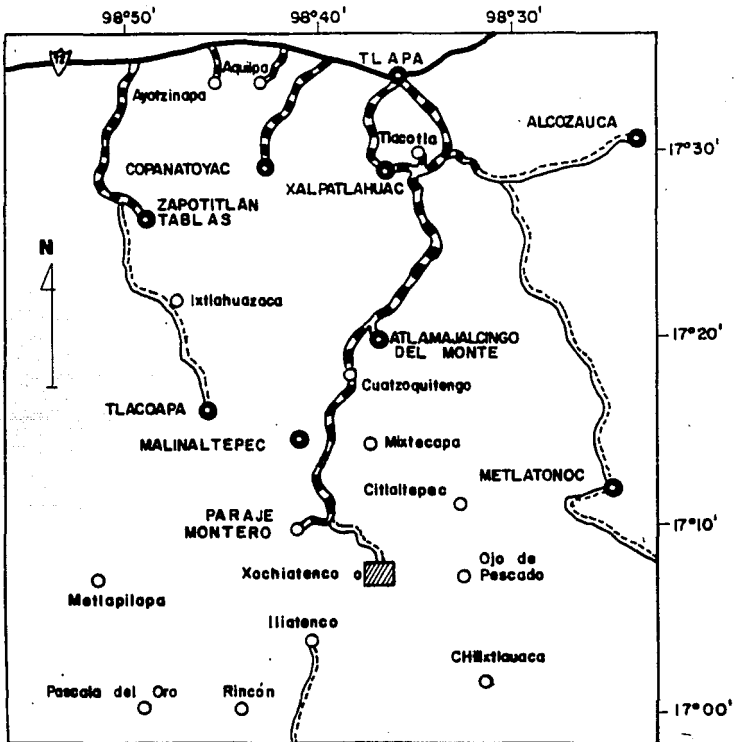 98°50'
98°40'
98°30'
TLAPA
Aquilpa
Ayotzinapa
Tlacotla
ALCOZAUCA
17°30'
COPANATOYAC
XALPATLAHUAC
ZAPOTITLAN
TABLAS
N
Ixtlahuazaca
17°20'
ATLAMAJALCINGO
DEL MONTE
Cuatzoquitengo
TLACOAPA
MALINALTEPEC
Mixtecapa
METLATONOC
Citlaltepec
PARAJE
MONTERO
17°10'
Xochiatenco
Ojo de
Pescado
Metlapilapa
Iliatenco
CHilixtlauaca
Pascala del Oro
Rincón
17°00'